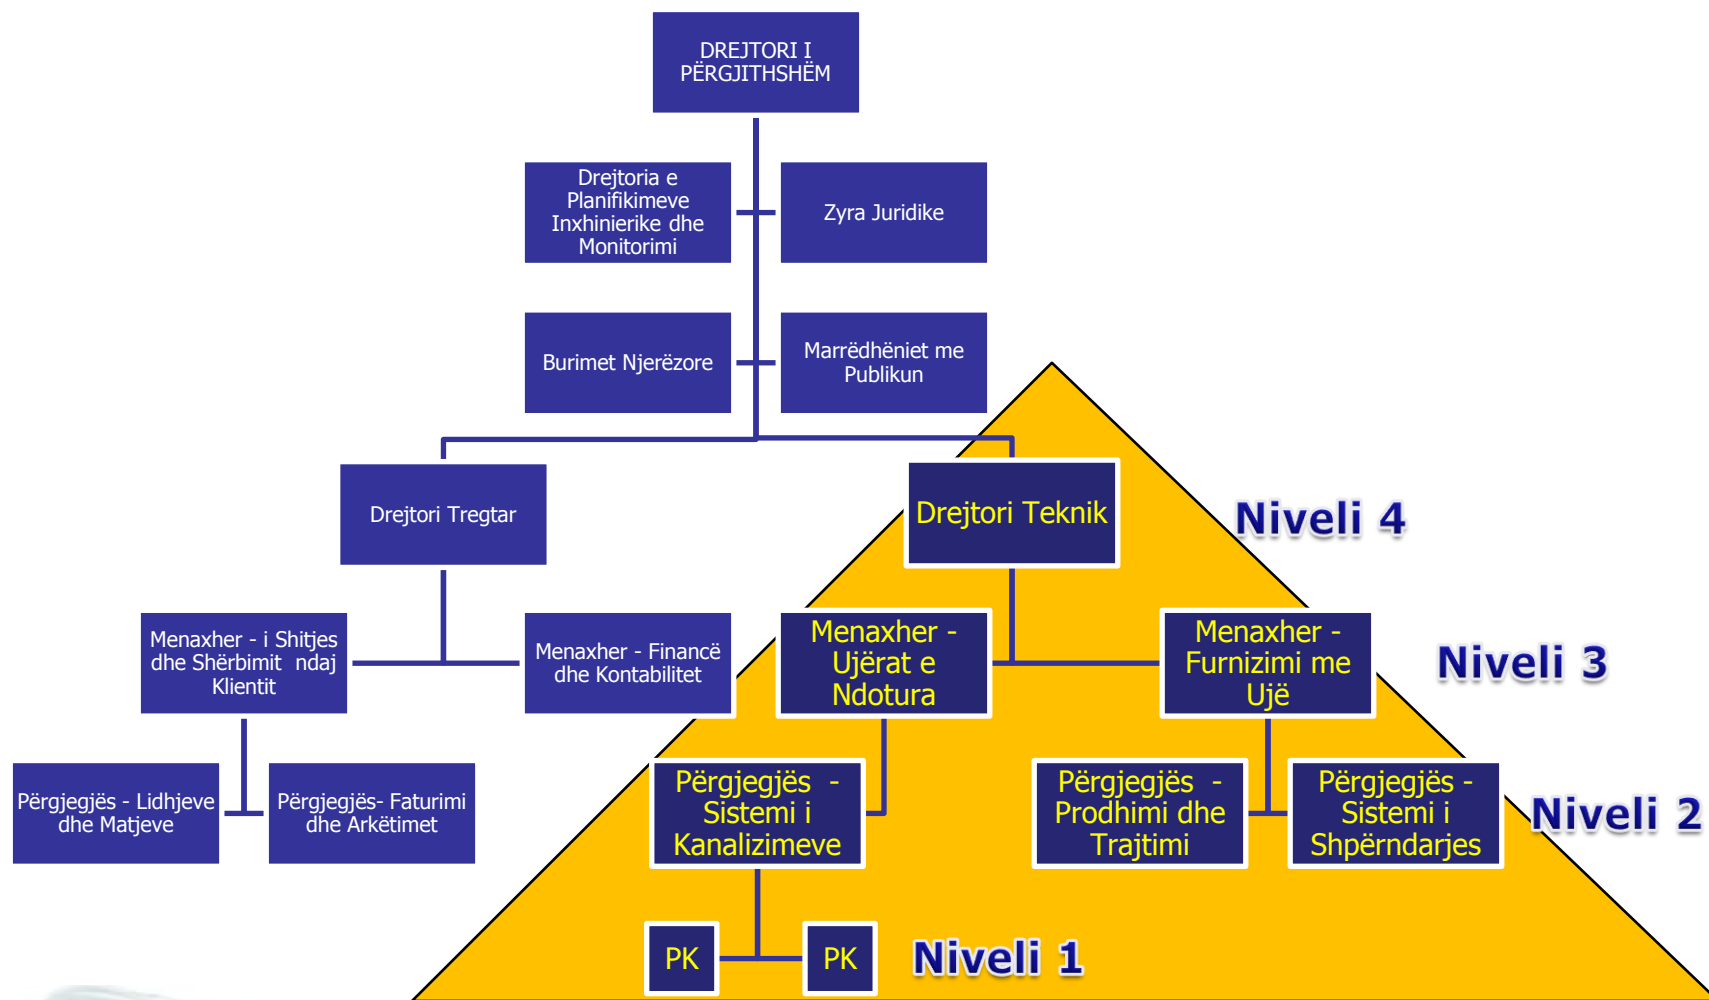 DREJTORI I
PËRGJITHSHËM
Drejtoria e
Planifikimeve
Inxhinierike dhe
Monitorimi
Zyra Juridike
Burimet Njerëzore
Marrëdhëniet me
Publikun
Drejtori Tregtar
Drejtori Teknik
Niveli 4
Menaxher - i Shitjes
dhe Shërbimit  ndaj
Klientit
Menaxher - Financë
dhe Kontabilitet
Menaxher -
Ujërat e
Ndotura
Menaxher -
Furnizimi me
Ujë
Niveli 3
Përgjegjës - Lidhjeve
dhe Matjeve
Përgjegjës- Faturimi
dhe Arkëtimet
Përgjegjës  -
Sistemi i
Kanalizimeve
Përgjegjës  -
Prodhimi dhe
Trajtimi
Përgjegjës -
Sistemi i
Shpërndarjes
Niveli 2
PK
PK
Niveli 1